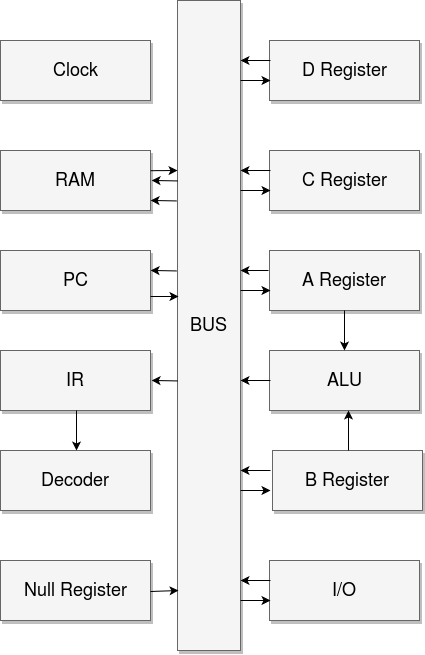 Clock
D Register
RAM
C Register
PC
A Register
BUS
IR
ALU
Decoder
B Register
Null Register
I/O